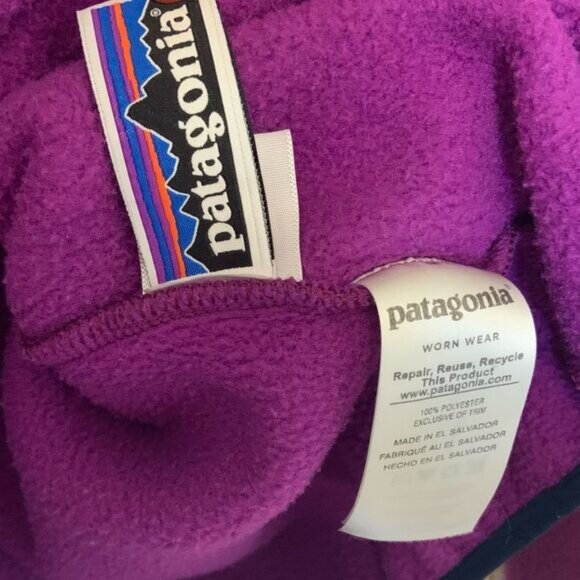 patagonia®
patagonia®
WORN WEAR
Repair, Reuse, Recycle
This Product
www.patagonia.com
100% POLYESTER
EXCLUSIVE OF TRIM
MADE IN EL SALVADOR
FABRIQUÉ AU EL SALVADOR
HECHO EN EL SALVADOR